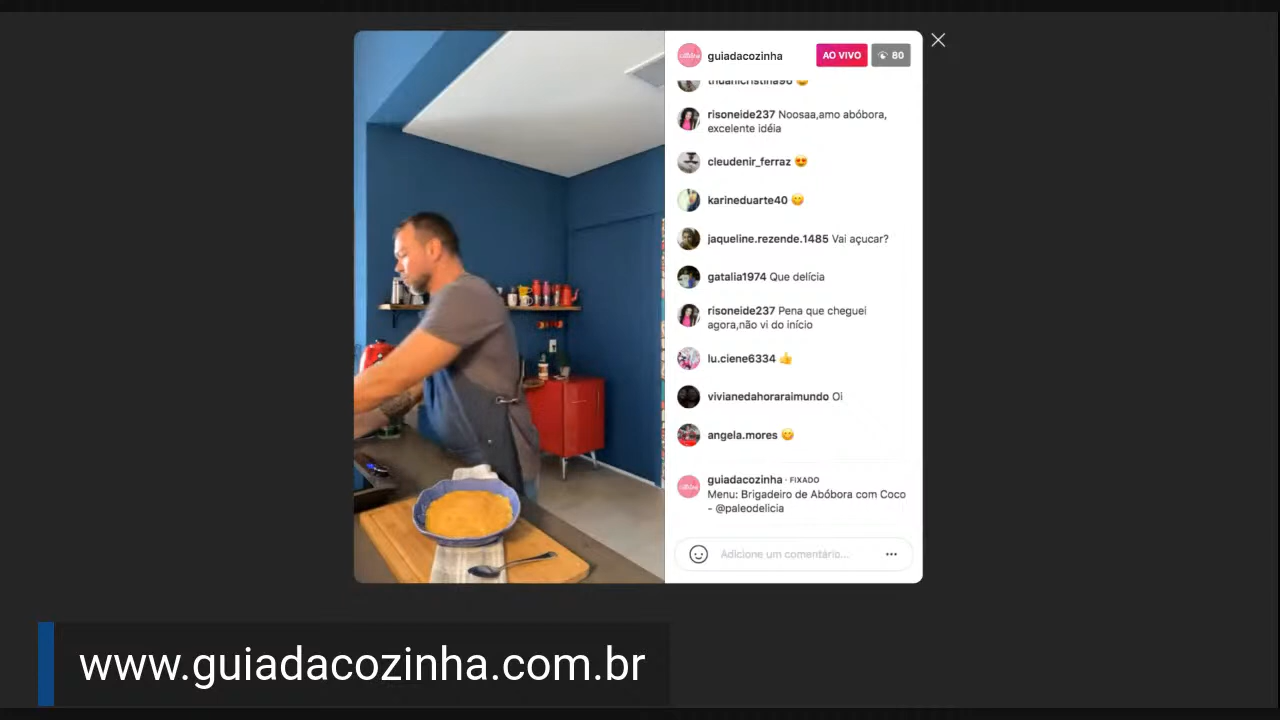 guiadacozinha
AO VIVO
80
thuanicristina96
risoneide237 Noosaa,amo abóbora,
excelente idéia
cleudenir_ferraz 😍
karineduarte40 😋
jaqueline.rezende.1485 Vai açucar?
gatalia1974 Que delícia
risoneide237 Pena que cheguei
agora,não vi do início
lu.ciene6334 👍
vivianedahoraraimundo Oi
angela.mores 😋
guiadacozinha · FIXADO
Menu: Brigadeiro de Abóbora com Coco
- @paleodelicia
Adicione um comentário...
www.guiadacozinha.com.br